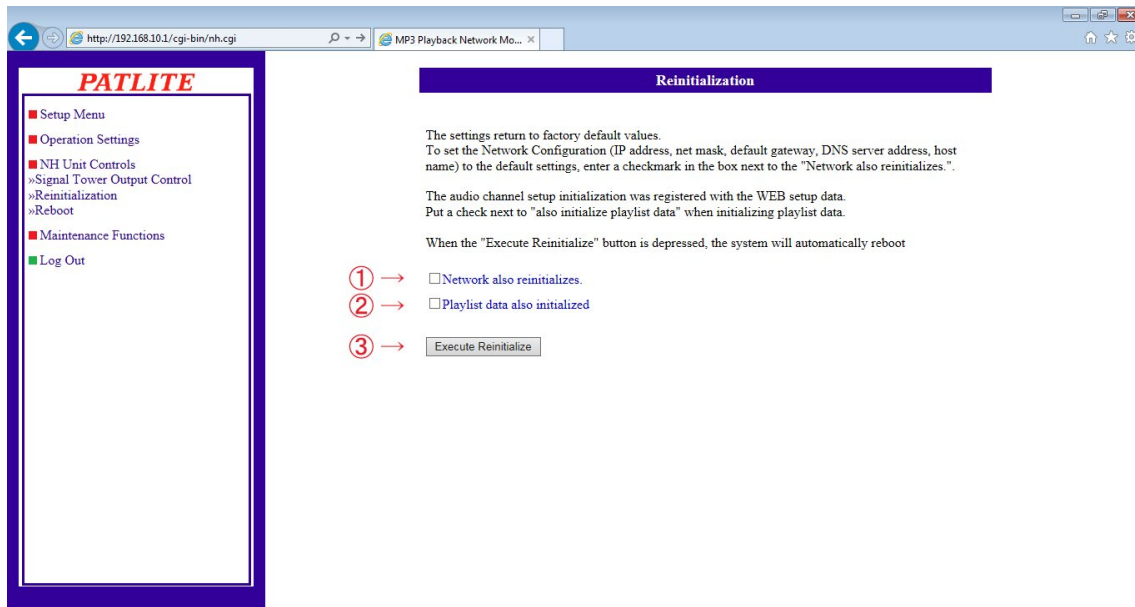 http://192.168.10.1/cgi-bin/nh.cgi
MP3 Playback Network Mo...
PATLITE
Setup Menu
Operation Settings
NH Unit Controls
»Signal Tower Output Control
»Reinitialization
»Reboot
Maintenance Functions
Log Out
Reinitialization
The settings return to factory default values.
To set the Network Configuration (IP address, net mask, default gateway, DNS server address, host
name) to the default settings, enter a checkmark in the box next to the "Network also reinitializes.".
The audio channel setup initialization was registered with the WEB setup data.
Put a check next to "also initialize playlist data" when initializing playlist data.
When the "Execute Reinitialize" button is depressed, the system will automatically reboot
① → Network also reinitializes.
② → Playlist data also initialized
③ → Execute Reinitialize